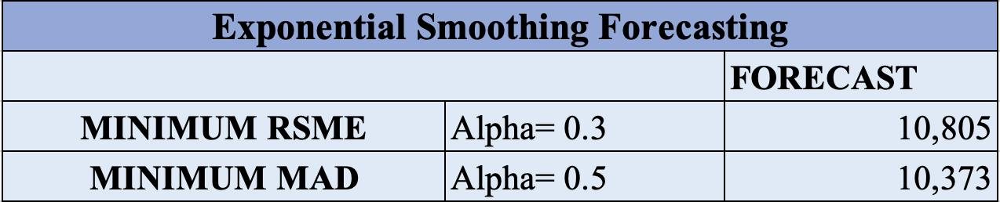 Exponential Smoothing Forecasting
FORECAST
MINIMUM RSME Alpha= 0.3 10,805
MINIMUM MAD Alpha= 0.5 10,373